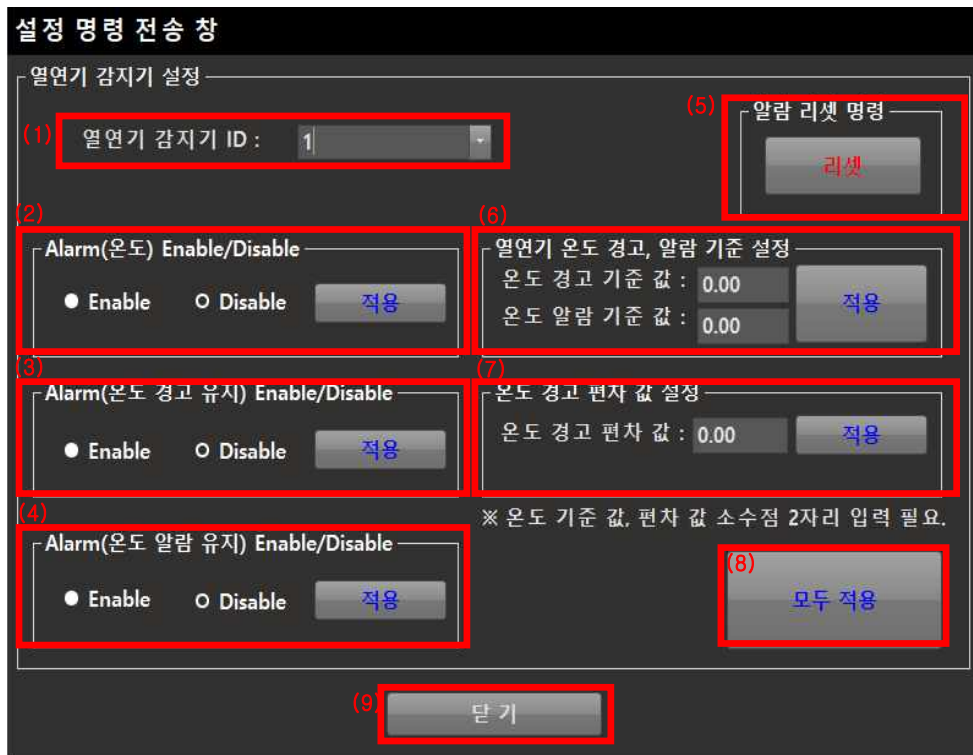 설정 명령 전송 창
열연기 감지기 설정
(1) 열연기 감지기 ID : 1
(5) 알람 리셋 명령
리셋
(2)
Alarm(온도) Enable/Disable
Enable Disable 적용
(6)
열연기 온도 경고, 알람 기준 설정
온도 경고 기준 값 : 0.00
온도 알람 기준 값 : 0.00
적용
(3)
Alarm(온도 경고 유지) Enable/Disable
Enable Disable 적용
(7)
온도 경고 편차 값 설정
온도 경고 편차 값 : 0.00 적용
※ 온도 기준 값, 편차 값 소수점 2자리 입력 필요.
(4)
Alarm(온도 알람 유지) Enable/Disable
Enable Disable 적용
(8)
모두 적용
(9) 닫 기